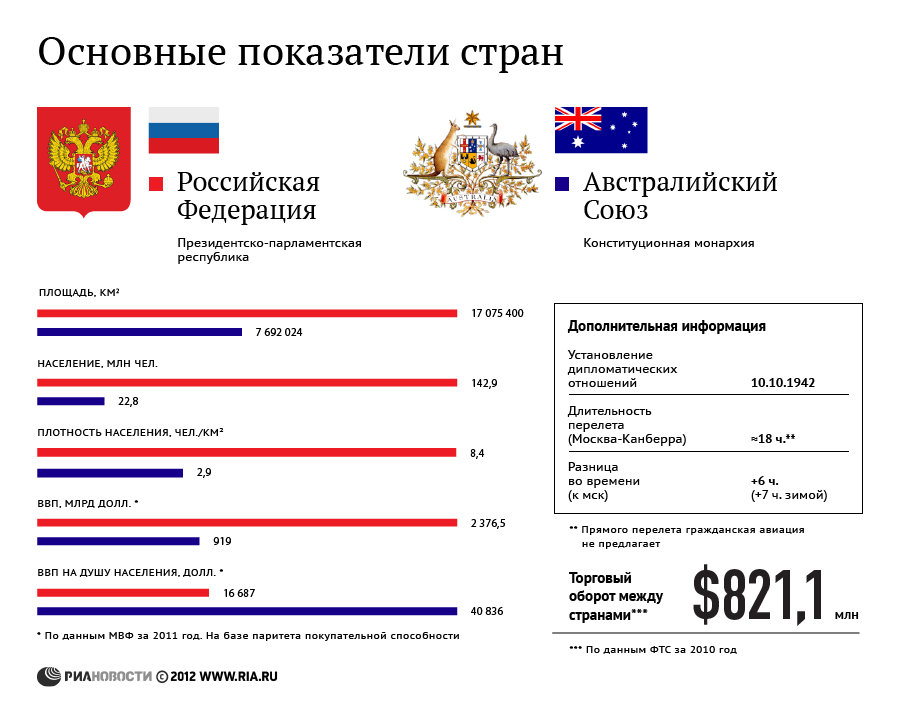 Основные показатели стран
Российская
Федерация
Президентско-парламентская
республика
AUSTRALIA
Австралийский
Союз
Конституционная монархия
ПЛОЩАДЬ, КМ²
17 075 400
7 692 024
НАСЕЛЕНИЕ, МЛН ЧЕЛ.
142,9
22,8
ПЛОТНОСТЬ НАСЕЛЕНИЯ, ЧЕЛ./КМ²
8,4
2,9
ВВП, МЛРД ДОЛЛ. *
2 376,5
919
ВВП НА ДУШУ НАСЕЛЕНИЯ, ДОЛЛ. *
16 687
40 836
* По данным МВФ за 2011 год. На базе паритета покупательной способности
Дополнительная информация
Установление
дипломатических
отношений 10.10.1942
Длительность
перелета
(Москва-Канберра) ≈18 ч.**
Разница
во времени +6 ч.
(к мск) (+7 ч. зимой)
** Прямого перелета гражданская авиация
не предлагает
Торговый
оборот между
странами*** $821,1 млн
*** По данным ФТС за 2010 год
РИАНОВОСТИ © 2012 WWW.RIA.RU